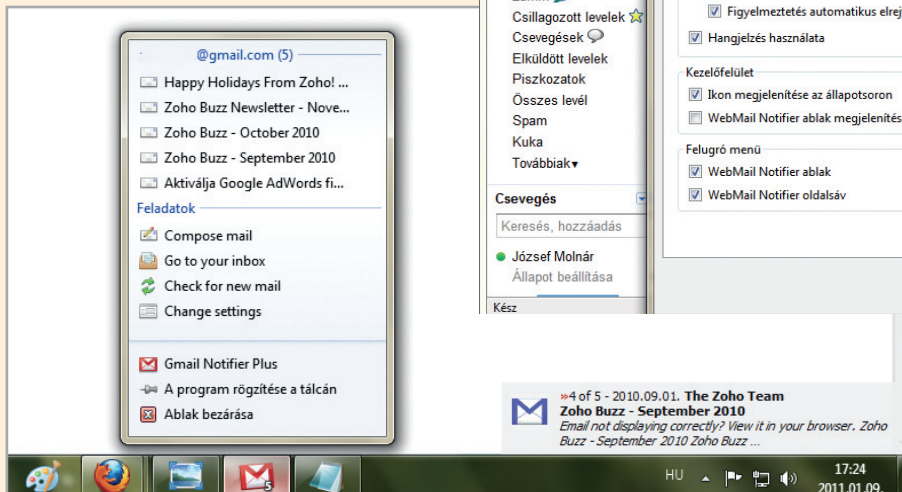 @gmail.com (5)
Happy Holidays From Zoho! ...
Zoho Buzz Newsletter - Nove...
Zoho Buzz - October 2010
Zoho Buzz - September 2010
Aktiválja Google AdWords fi...
Feladatok
Compose mail
Go to your inbox
Check for new mail
Change settings
Gmail Notifier Plus
A program rögzítése a tálcán
Ablak bezárása
Csillagozott levelek
Csevegések
Elküldött levelek
Piszkozatok
Összes levél
Spam
Kuka
Továbbiak▾
Csevegés
Keresés, hozzáadás
József Molnár
Állapot beállítása
Kész
Figyelmeztetés automatikus elrej
Hangjelzés használata
Kezelőfelület
Ikon megjelenítése az állapotsoron
WebMail Notifier ablak megjelenítés
Felugró menü
WebMail Notifier ablak
WebMail Notifier oldalsáv
»4 of 5 - 2010.09.01. The Zoho Team
Zoho Buzz - September 2010
Email not displaying correctly? View it in your browser. Zoho
Buzz - September 2010 Zoho Buzz ...
5
HU
17:24
2011.01.09.